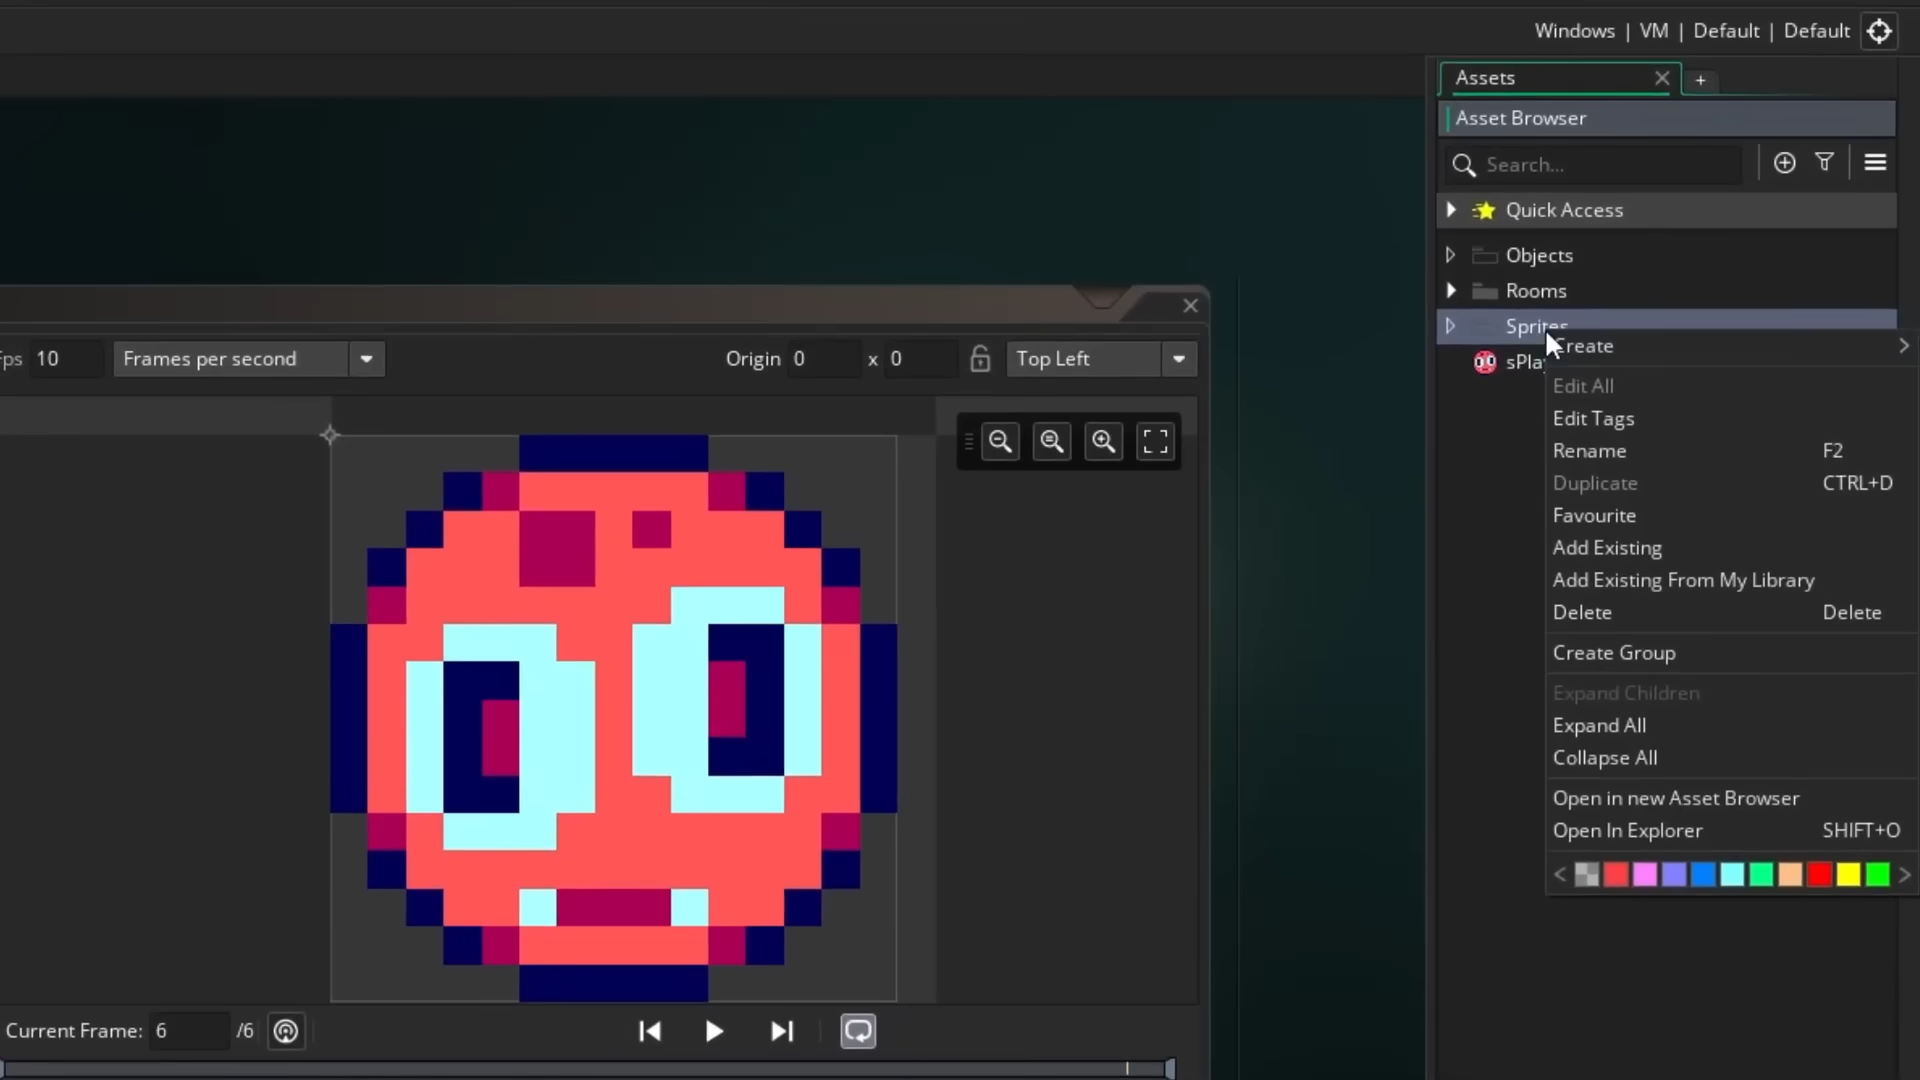 Windows | VM | Default | Default
Assets
Asset Browser
Search...
Quick Access
Objects
Rooms
Sprites
Create
Edit All
Edit Tags
Rename F2
Duplicate CTRL+D
Favourite
Add Existing
Add Existing From My Library
Delete Delete
Create Group
Expand Children
Expand All
Collapse All
Open in new Asset Browser
Open In Explorer SHIFT+O
10 Frames per second
Origin 0 x 0 Top Left
Current Frame: 6 /6